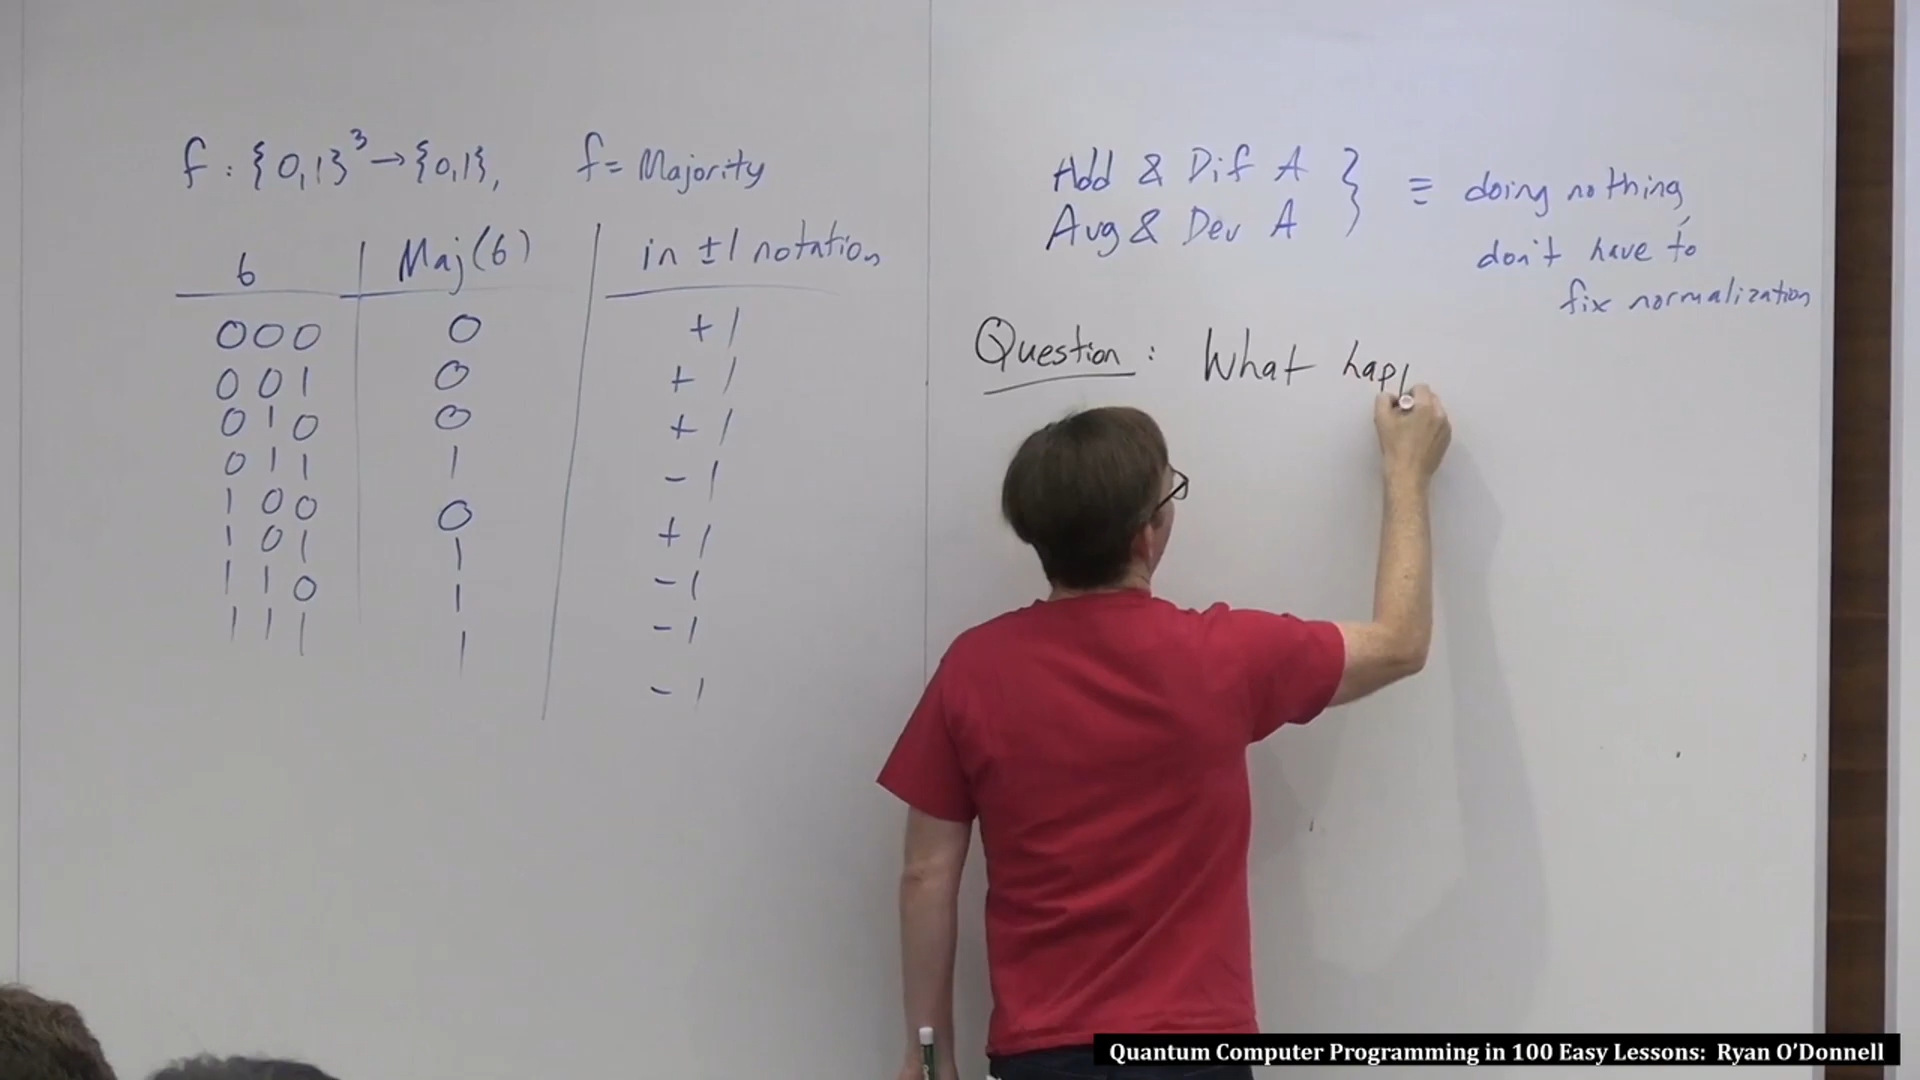 f : {0,1}³ → {0,1}, f = Majority
b Maj(b) in ±1 notation
000 0 +1
001 0 +1
010 0 +1
011 1 -1
100 0 +1
101 1 -1
110 1 -1
111 1 -1
Add & Dif A } ≡ doing nothing,
Avg & Dev A
don't have to
fix normalization
Question : What happ
Quantum Computer Programming in 100 Easy Lessons: Ryan O'Donnell